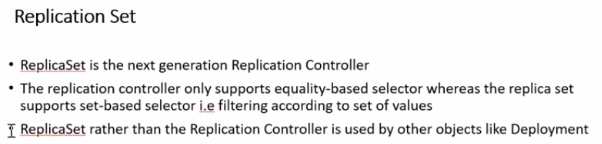 Replication Set
• ReplicaSet is the next generation Replication Controller
• The replication controller only supports equality-based selector whereas the replica set
supports set-based selector i.e filtering according to set of values
ReplicaSet rather than the Replication Controller is used by other objects like Deployment